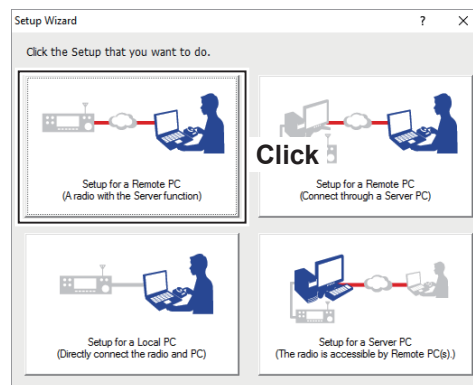 Setup Wizard ? ×
Click the Setup that you want to do.
Click
Setup for a Remote PC
(A radio with the Server function)
Setup for a Remote PC
(Connect through a Server PC)
Setup for a Local PC
(Directly connect the radio and PC)
Setup for a Server PC
(The radio is accessible by Remote PC(s).)